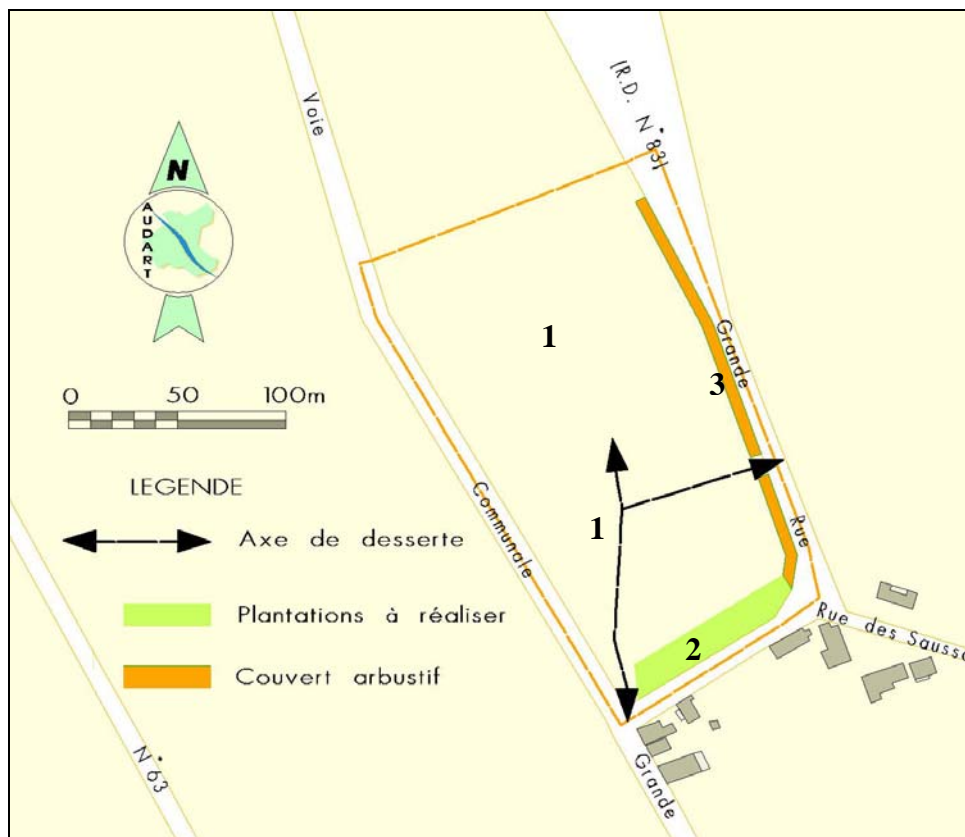 Voie
(R.D. N° 83)
N
AUDART
1
Grande
3
0 50 100m
LEGENDE
Communale
1
Rue
Axe de desserte
Plantations à réaliser
2
Rue des Sausso
Couvert arbustif
N° 63
Grande